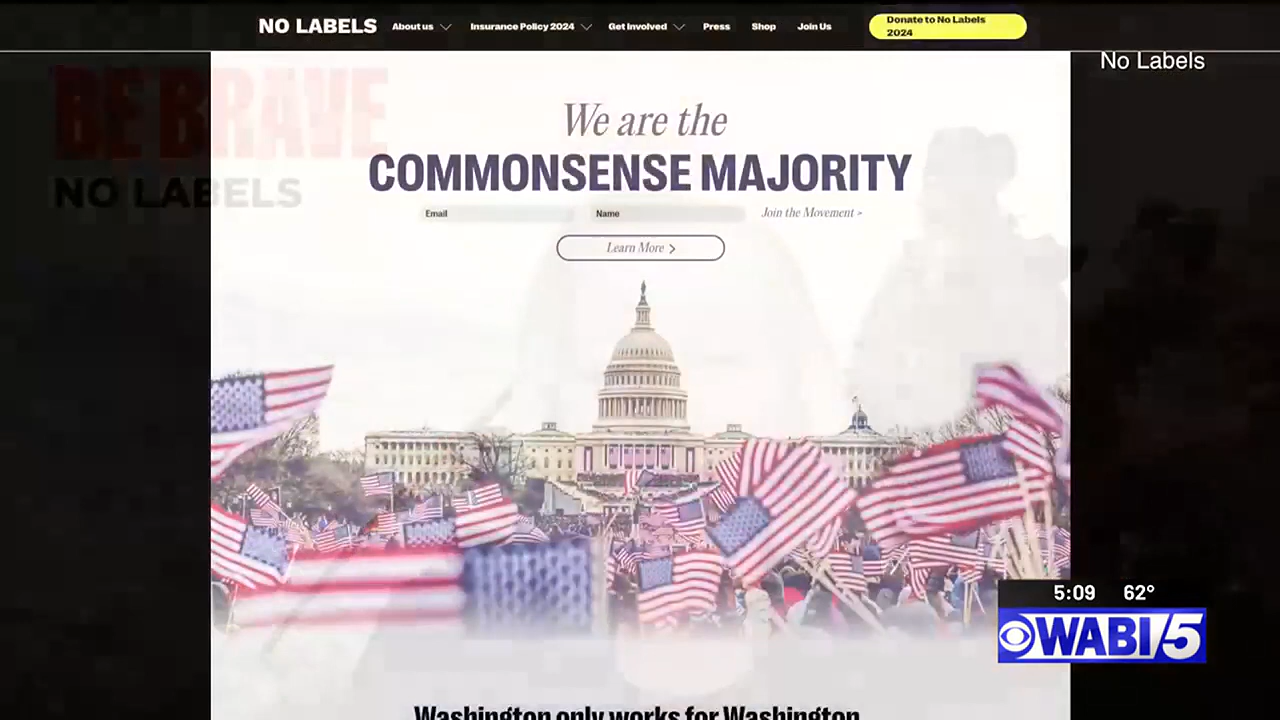 NO LABELS
About us
Insurance Policy 2024
Get Involved
Press
Shop
Join Us
Donate to No Labels
2024
No Labels
BE BRAVE
NO LABELS
We are the
COMMONSENSE MAJORITY
Email
Name
Join the Movement >
Learn More >
5:09 62°
WABI 5
Washington only works for Washington